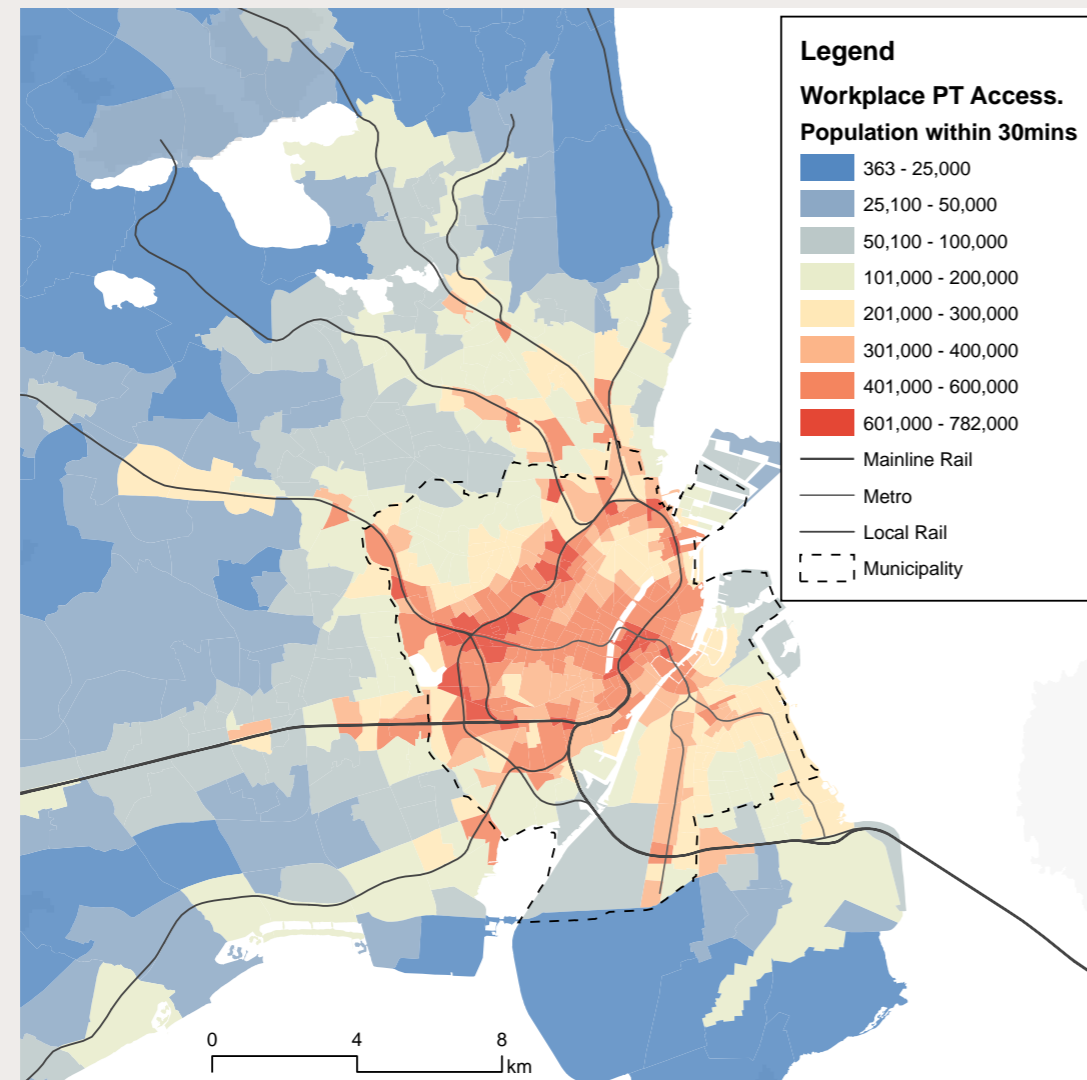 Legend
Workplace PT Access.
Population within 30mins
363 - 25,000
25,100 - 50,000
50,100 - 100,000
101,000 - 200,000
201,000 - 300,000
301,000 - 400,000
401,000 - 600,000
601,000 - 782,000
Mainline Rail
Metro
Local Rail
Municipality
0 4 8
km